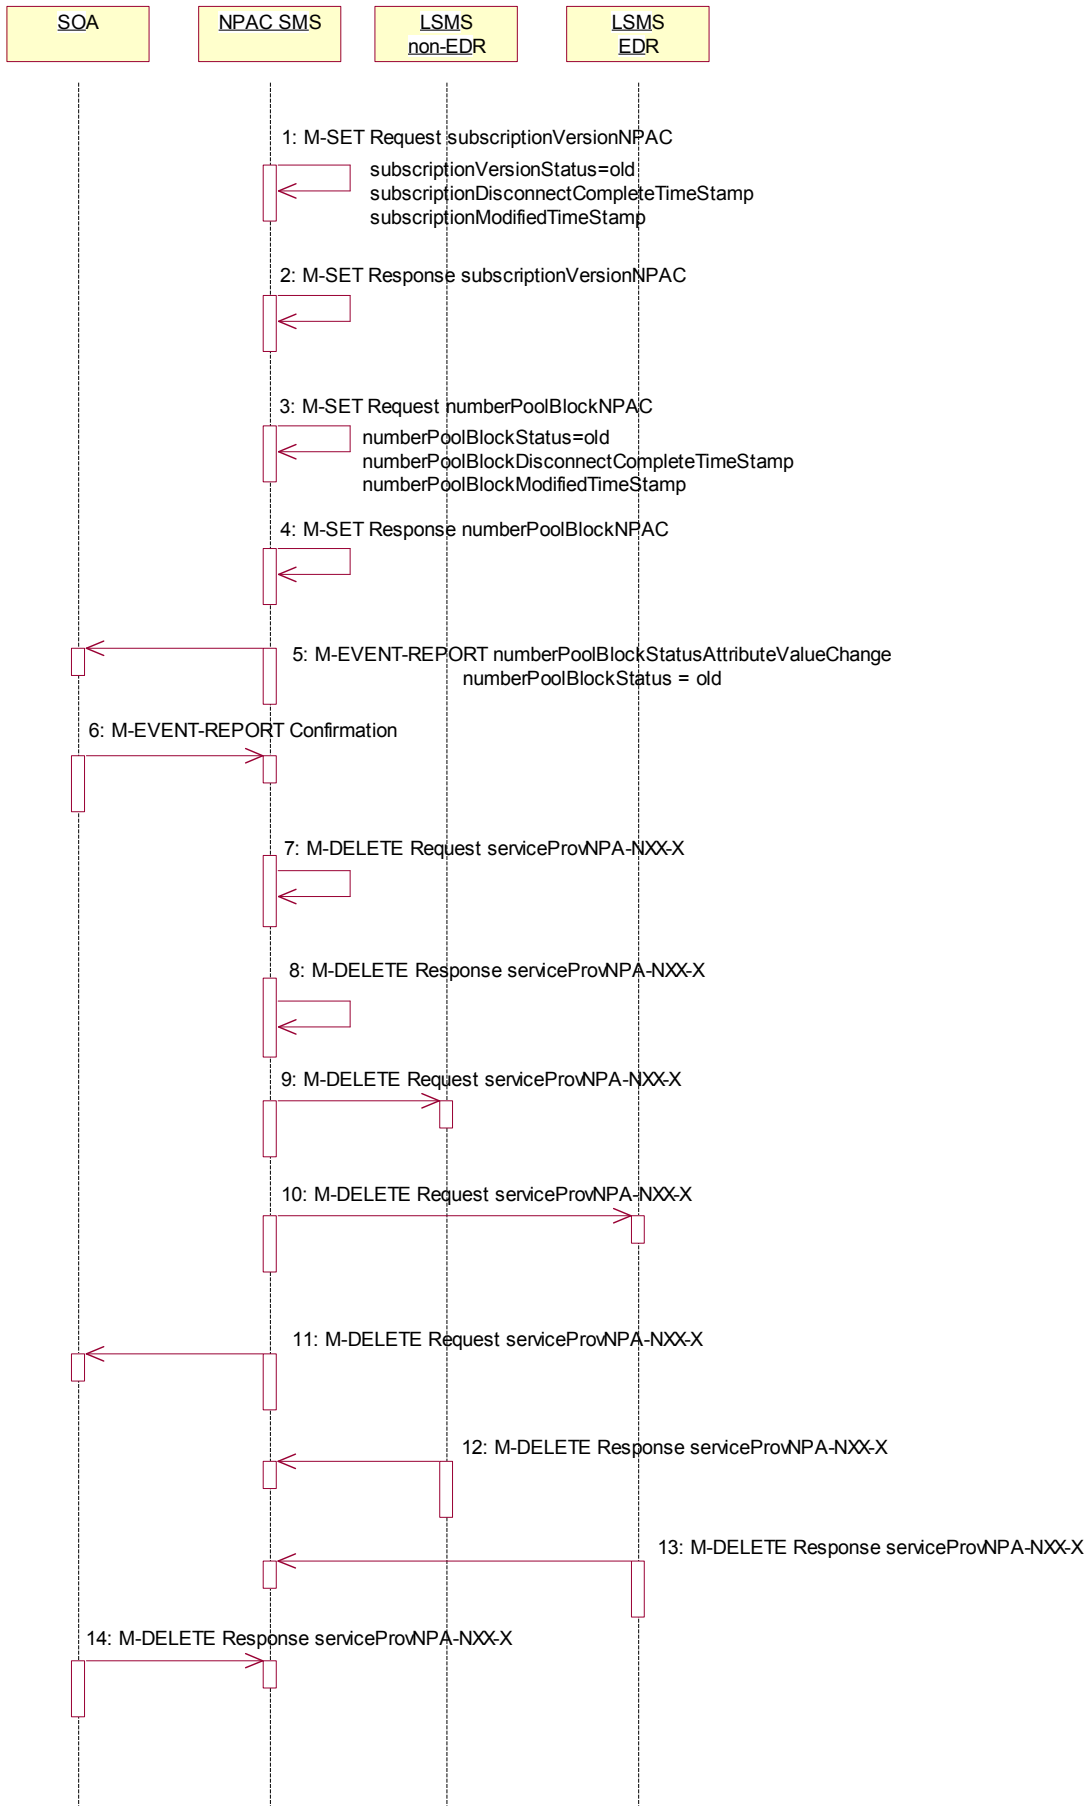 SOA
NPAC SMS
LSMS
non-EDR
LSMS
EDR
1: M-SET Request subscriptionVersionNPAC
subscriptionVersionStatus=old
subscriptionDisconnectCompleteTimeStamp
subscriptionModifiedTimeStamp
2: M-SET Response subscriptionVersionNPAC
3: M-SET Request numberPoolBlockNPAC
numberPoolBlockStatus=old
numberPoolBlockDisconnectCompleteTimeStamp
numberPoolBlockModifiedTimeStamp
4: M-SET Response numberPoolBlockNPAC
5: M-EVENT-REPORT numberPoolBlockStatusAttributeValueChange
numberPoolBlockStatus = old
6: M-EVENT-REPORT Confirmation
7: M-DELETE Request serviceProvNPA-NXX-X
8: M-DELETE Response serviceProvNPA-NXX-X
9: M-DELETE Request serviceProvNPA-NXX-X
10: M-DELETE Request serviceProvNPA-NXX-X
11: M-DELETE Request serviceProvNPA-NXX-X
12: M-DELETE Response serviceProvNPA-NXX-X
13: M-DELETE Response serviceProvNPA-NXX-X
14: M-DELETE Response serviceProvNPA-NXX-X